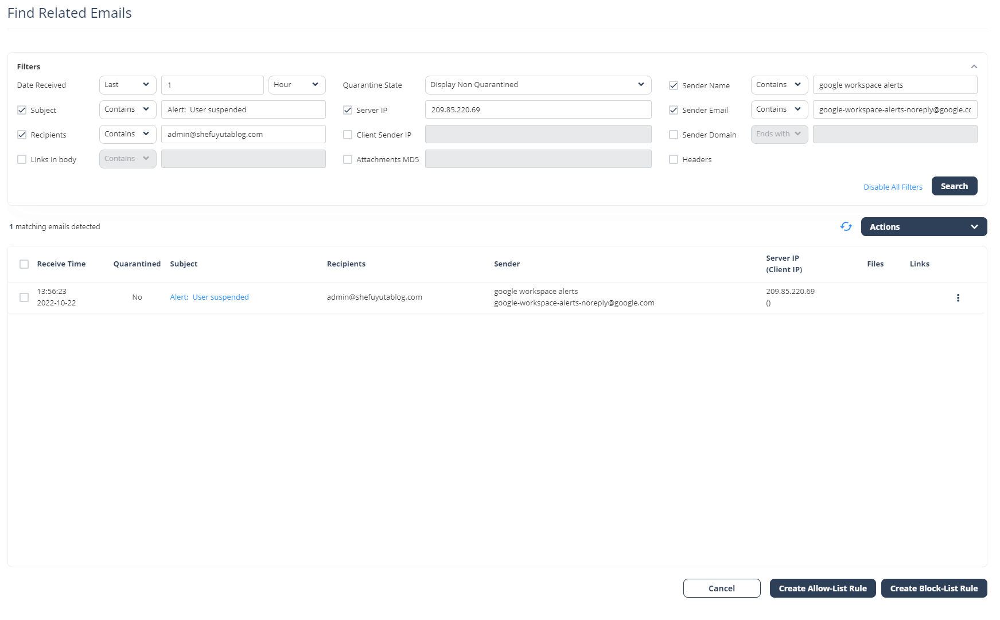 Find Related Emails
Filters
Date Received Last 1 Hour Quarantine State Display Non Quarantined Sender Name Contains google workspace alerts
Subject Contains Alert:  User suspended Server IP 209.85.220.69 Sender Email Contains google-workspace-alerts-noreply@google.cc
Recipients Contains admin@shefuyutablog.com Client Sender IP Sender Domain Ends with
Links in body Contains Attachments MD5 Headers
Disable All Filters Search
1 matching emails detected Actions
Receive Time Quarantined Subject Recipients Sender Server IP (Client IP) Files Links
13:56:23 2022-10-22 No Alert:  User suspended admin@shefuyutablog.com google workspace alerts google-workspace-alerts-noreply@google.com 209.85.220.69 ()
Cancel Create Allow-List Rule Create Block-List Rule